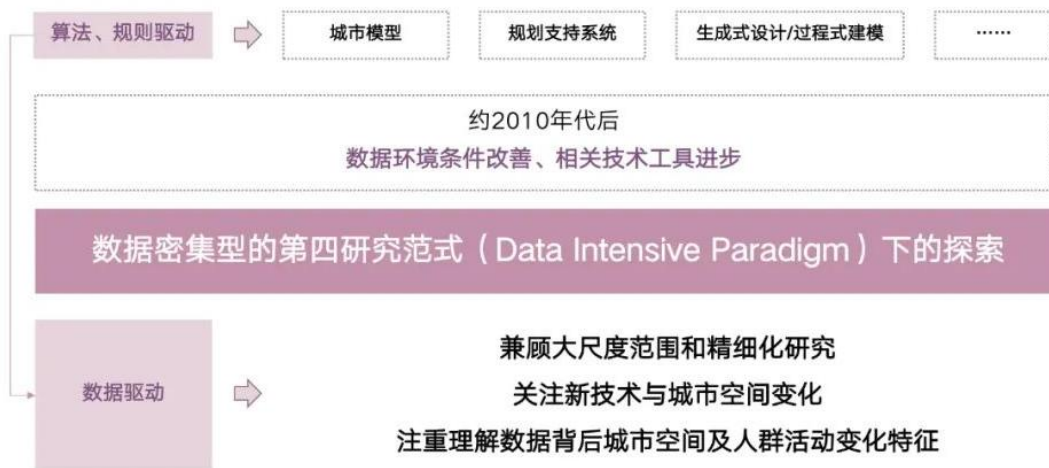 算法、规则驱动
城市模型
规划支持系统
生成式设计/过程式建模
……
约2010年代后
数据环境条件改善、相关技术工具进步
数据密集型的第四研究范式（Data Intensive Paradigm）下的探索
数据驱动
兼顾大尺度范围和精细化研究
关注新技术与城市空间变化
注重理解数据背后城市空间及人群活动变化特征